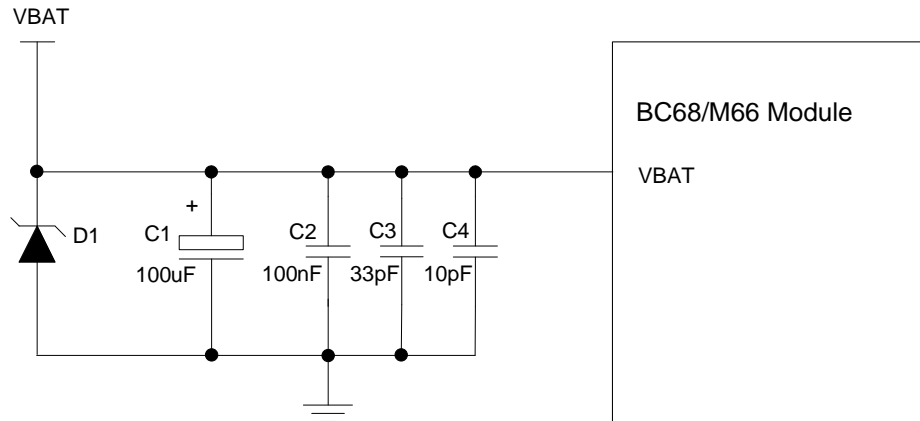 VBAT
BC68/M66 Module
VBAT
D1
+
C1
100uF
C2
100nF
C3
33pF
C4
10pF